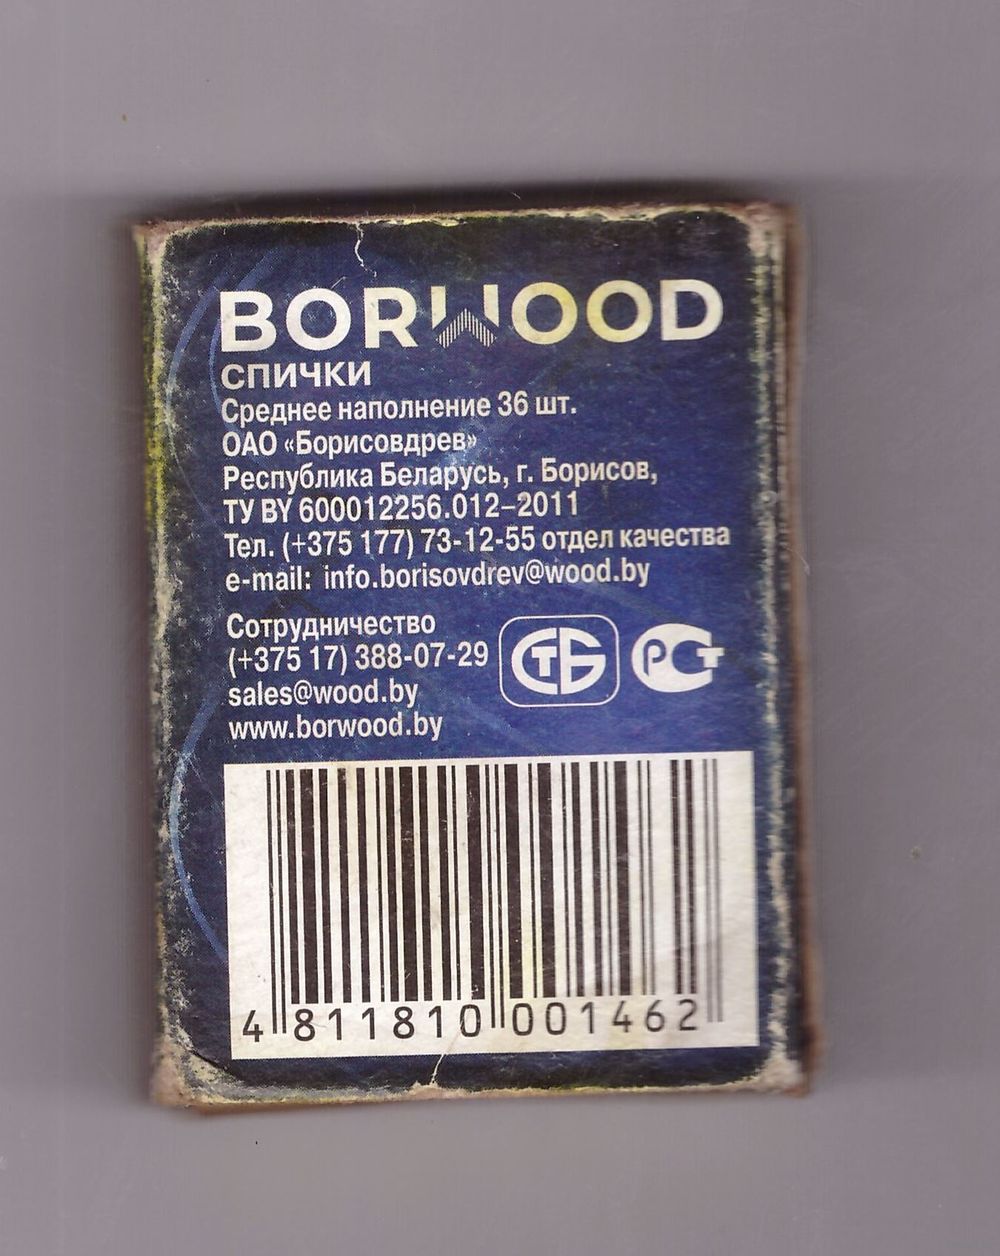 BORWOOD
спички
Среднее наполнение 36 шт.
ОАО «Борисовдрев»
Республика Беларусь, г. Борисов,
ТУ BY 600012256.012–2011
Тел. (+375 177) 73-12-55 отдел качества
e-mail: info.borisovdrev@wood.by
Сотрудничество
(+375 17) 388-07-29
sales@wood.by
www.borwood.by
СТБ РСТ
4 811810 001462